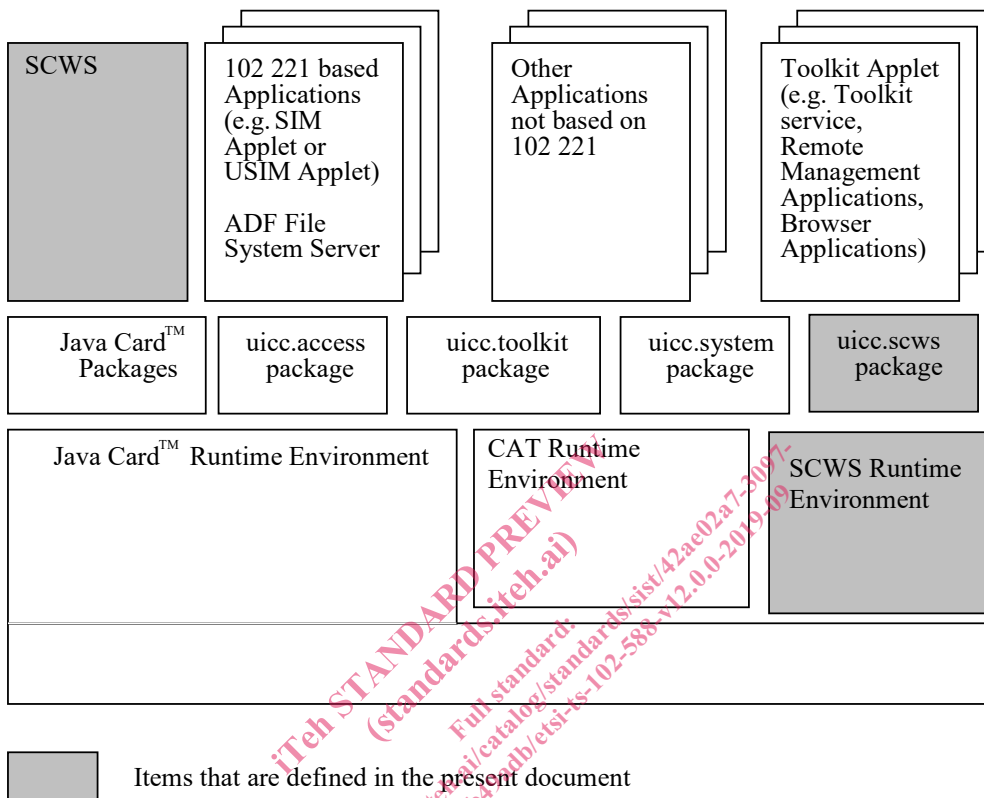 SCWS
102 221 based
Applications
(e.g. SIM
Applet or
USIM Applet)
ADF File
System Server
Other
Applications
not based on
102 221
Toolkit Applet
(e.g. Toolkit
service,
Remote
Management
Applications,
Browser
Applications)
Java Card™
Packages
uicc.access
package
uicc.toolkit
package
uicc.system
package
uicc.scws
package
Java Card™ Runtime Environment
CAT Runtime
Environment
SCWS Runtime
Environment
iTeh STANDARD PREVIEW
(standards.iteh.ai)
Full standard:
Items that are defined in the present document